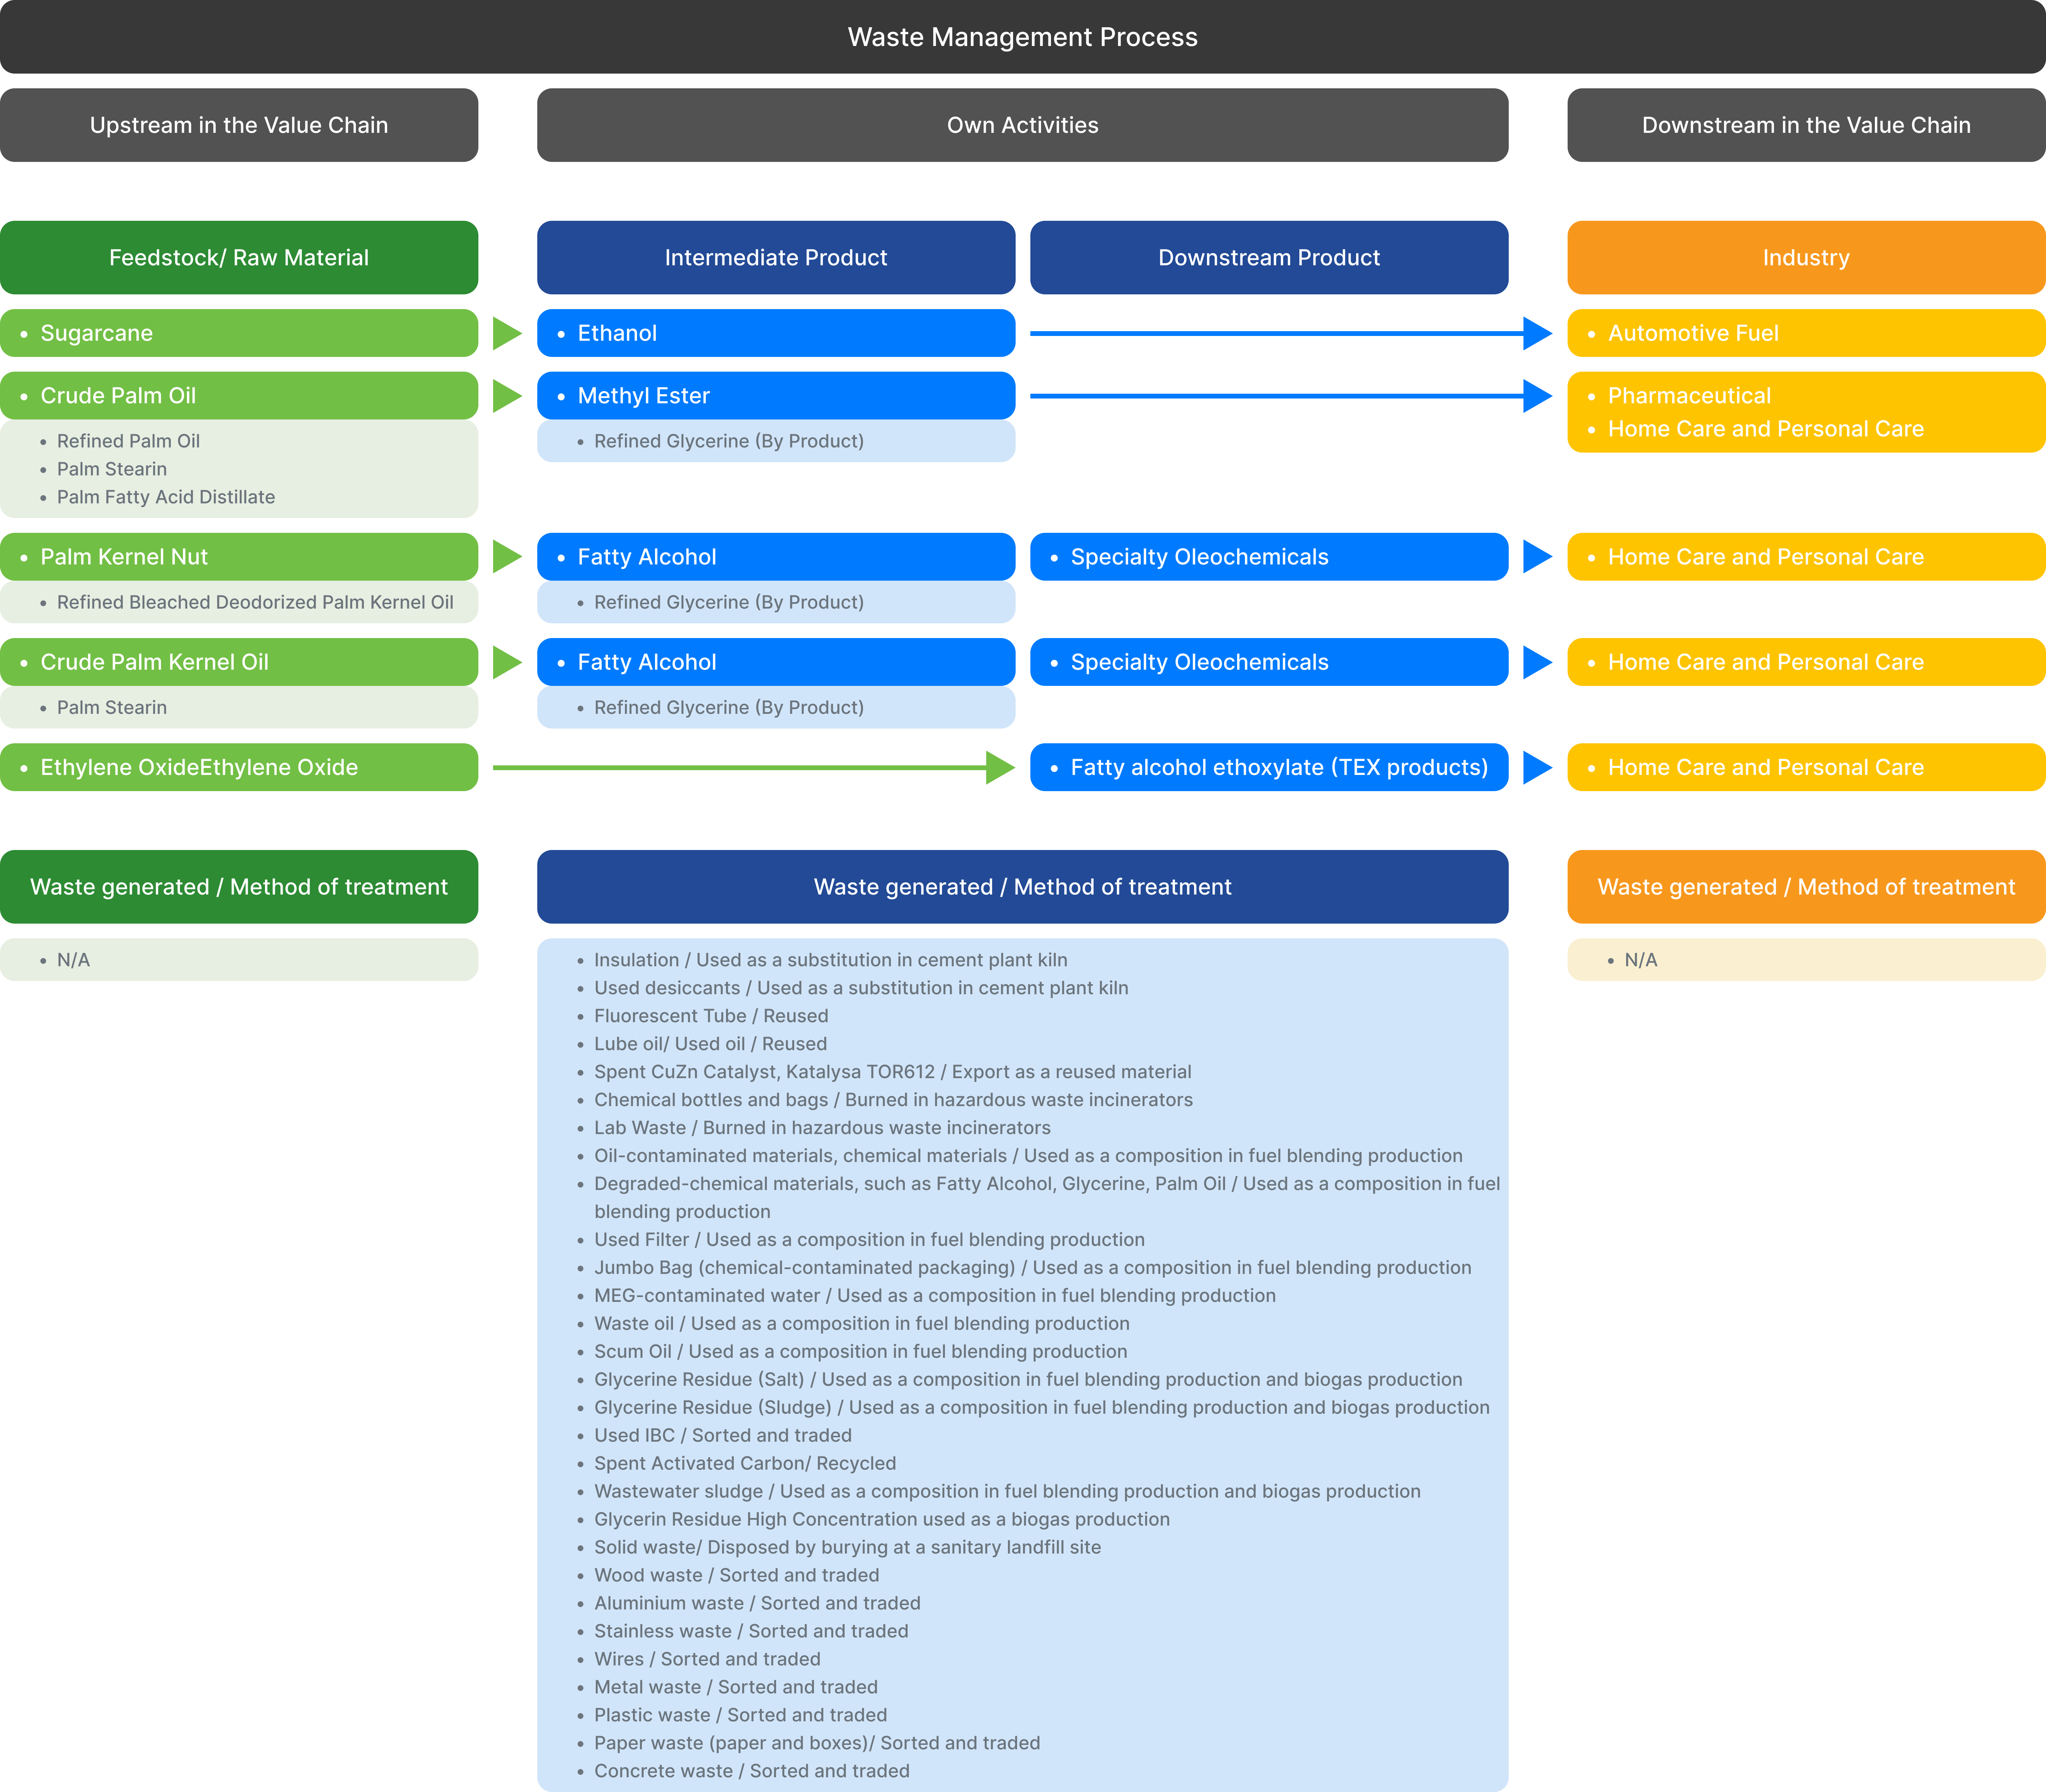 Waste Management Process
Upstream in the Value Chain
Own Activities
Downstream in the Value Chain
Feedstock/ Raw Material
Intermediate Product
Downstream Product
Industry
• Sugarcane
• Ethanol
• Automotive Fuel
• Crude Palm Oil
• Methyl Ester
• Pharmaceutical
• Home Care and Personal Care
• Refined Palm Oil
• Palm Stearin
• Palm Fatty Acid Distillate
• Refined Glycerine (By Product)
• Palm Kernel Nut
• Fatty Alcohol
• Specialty Oleochemicals
• Home Care and Personal Care
• Refined Bleached Deodorized Palm Kernel Oil
• Refined Glycerine (By Product)
• Crude Palm Kernel Oil
• Fatty Alcohol
• Specialty Oleochemicals
• Home Care and Personal Care
• Palm Stearin
• Refined Glycerine (By Product)
• Ethylene OxideEthylene Oxide
• Fatty alcohol ethoxylate (TEX products)
• Home Care and Personal Care
Waste generated / Method of treatment
Waste generated / Method of treatment
Waste generated / Method of treatment
• N/A
• Insulation / Used as a substitution in cement plant kiln
• Used desiccants / Used as a substitution in cement plant kiln
• Fluorescent Tube / Reused
• Lube oil/ Used oil / Reused
• Spent CuZn Catalyst, Katalysa TOR612 / Export as a reused material
• Chemical bottles and bags / Burned in hazardous waste incinerators
• Lab Waste / Burned in hazardous waste incinerators
• Oil-contaminated materials, chemical materials / Used as a composition in fuel blending production
• Degraded-chemical materials, such as Fatty Alcohol, Glycerine, Palm Oil / Used as a composition in fuel
blending production
• Used Filter / Used as a composition in fuel blending production
• Jumbo Bag (chemical-contaminated packaging) / Used as a composition in fuel blending production
• MEG-contaminated water / Used as a composition in fuel blending production
• Waste oil / Used as a composition in fuel blending production
• Scum Oil / Used as a composition in fuel blending production
• Glycerine Residue (Salt) / Used as a composition in fuel blending production and biogas production
• Glycerine Residue (Sludge) / Used as a composition in fuel blending production and biogas production
• Used IBC / Sorted and traded
• Spent Activated Carbon/ Recycled
• Wastewater sludge / Used as a composition in fuel blending production and biogas production
• Glycerin Residue High Concentration used as a biogas production
• Solid waste/ Disposed by burying at a sanitary landfill site
• Wood waste / Sorted and traded
• Aluminium waste / Sorted and traded
• Stainless waste / Sorted and traded
• Wires / Sorted and traded
• Metal waste / Sorted and traded
• Plastic waste / Sorted and traded
• Paper waste (paper and boxes)/ Sorted and traded
• Concrete waste / Sorted and traded
• N/A